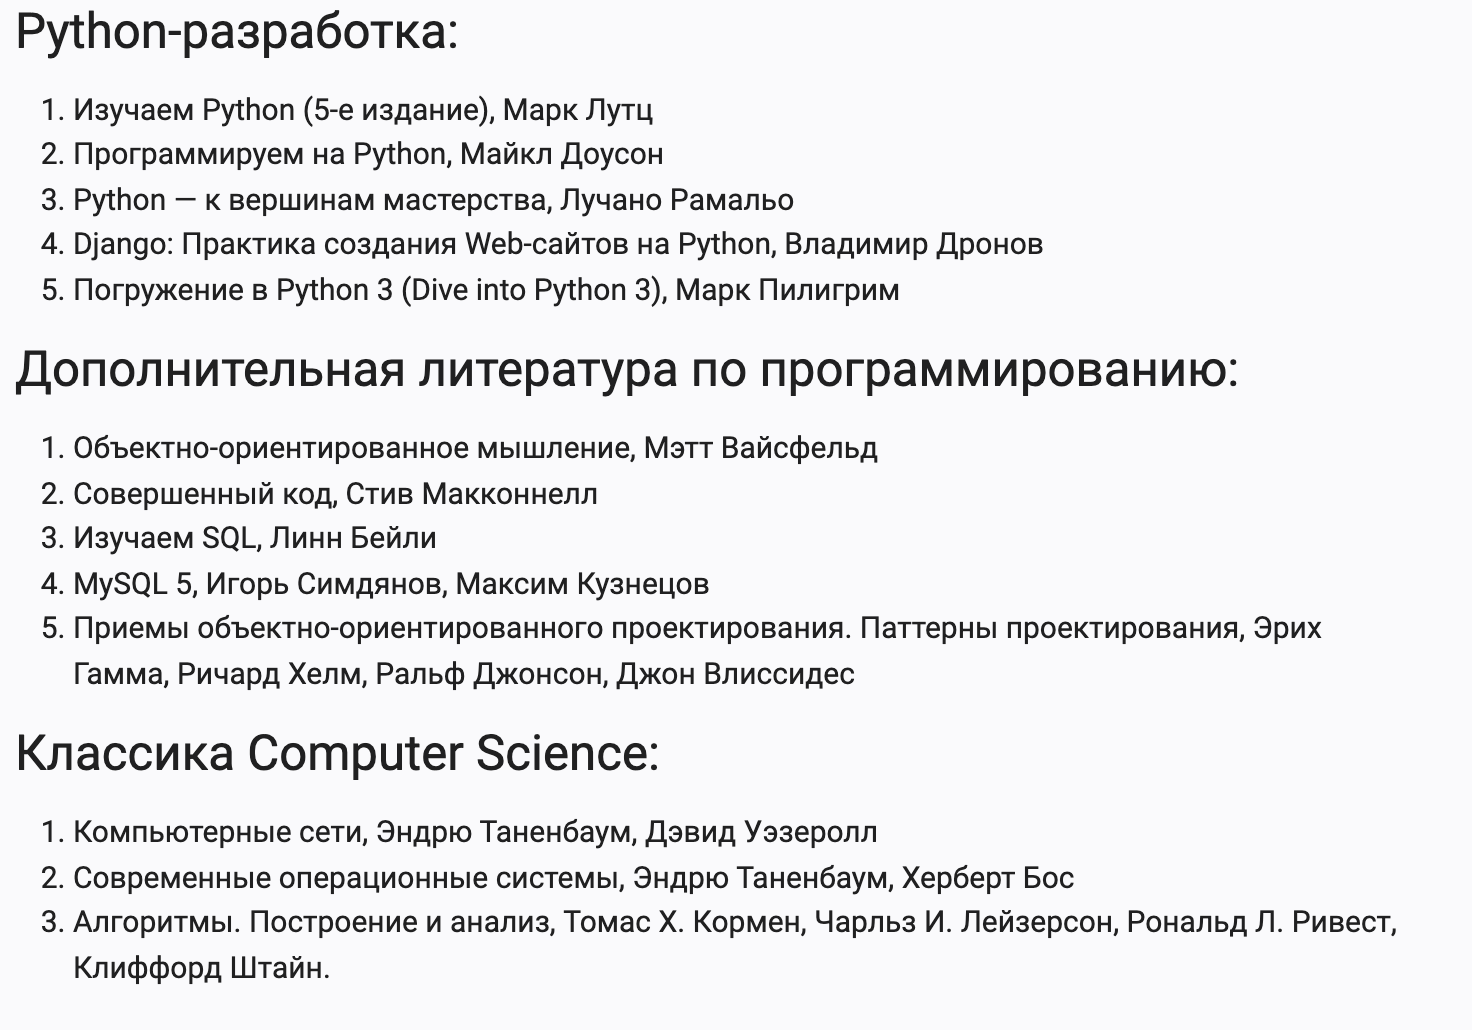 Python-разработка:
1. Изучаем Python (5-е издание), Марк Лутц
2. Программируем на Python, Майкл Доусон
3. Python — к вершинам мастерства, Лучано Рамальо
4. Django: Практика создания Web-сайтов на Python, Владимир Дронов
5. Погружение в Python 3 (Dive into Python 3), Марк Пилигрим
Дополнительная литература по программированию:
1. Объектно-ориентированное мышление, Мэтт Вайсфельд
2. Совершенный код, Стив Макконнелл
3. Изучаем SQL, Линн Бейли
4. MySQL 5, Игорь Симдянов, Максим Кузнецов
5. Приемы объектно-ориентированного проектирования. Паттерны проектирования, Эрих
Гамма, Ричард Хелм, Ральф Джонсон, Джон Влиссидес
Классика Computer Science:
1. Компьютерные сети, Эндрю Таненбаум, Дэвид Уэзеролл
2. Современные операционные системы, Эндрю Таненбаум, Херберт Бос
3. Алгоритмы. Построение и анализ, Томас Х. Кормен, Чарльз И. Лейзерсон, Рональд Л. Ривест,
Клиффорд Штайн.